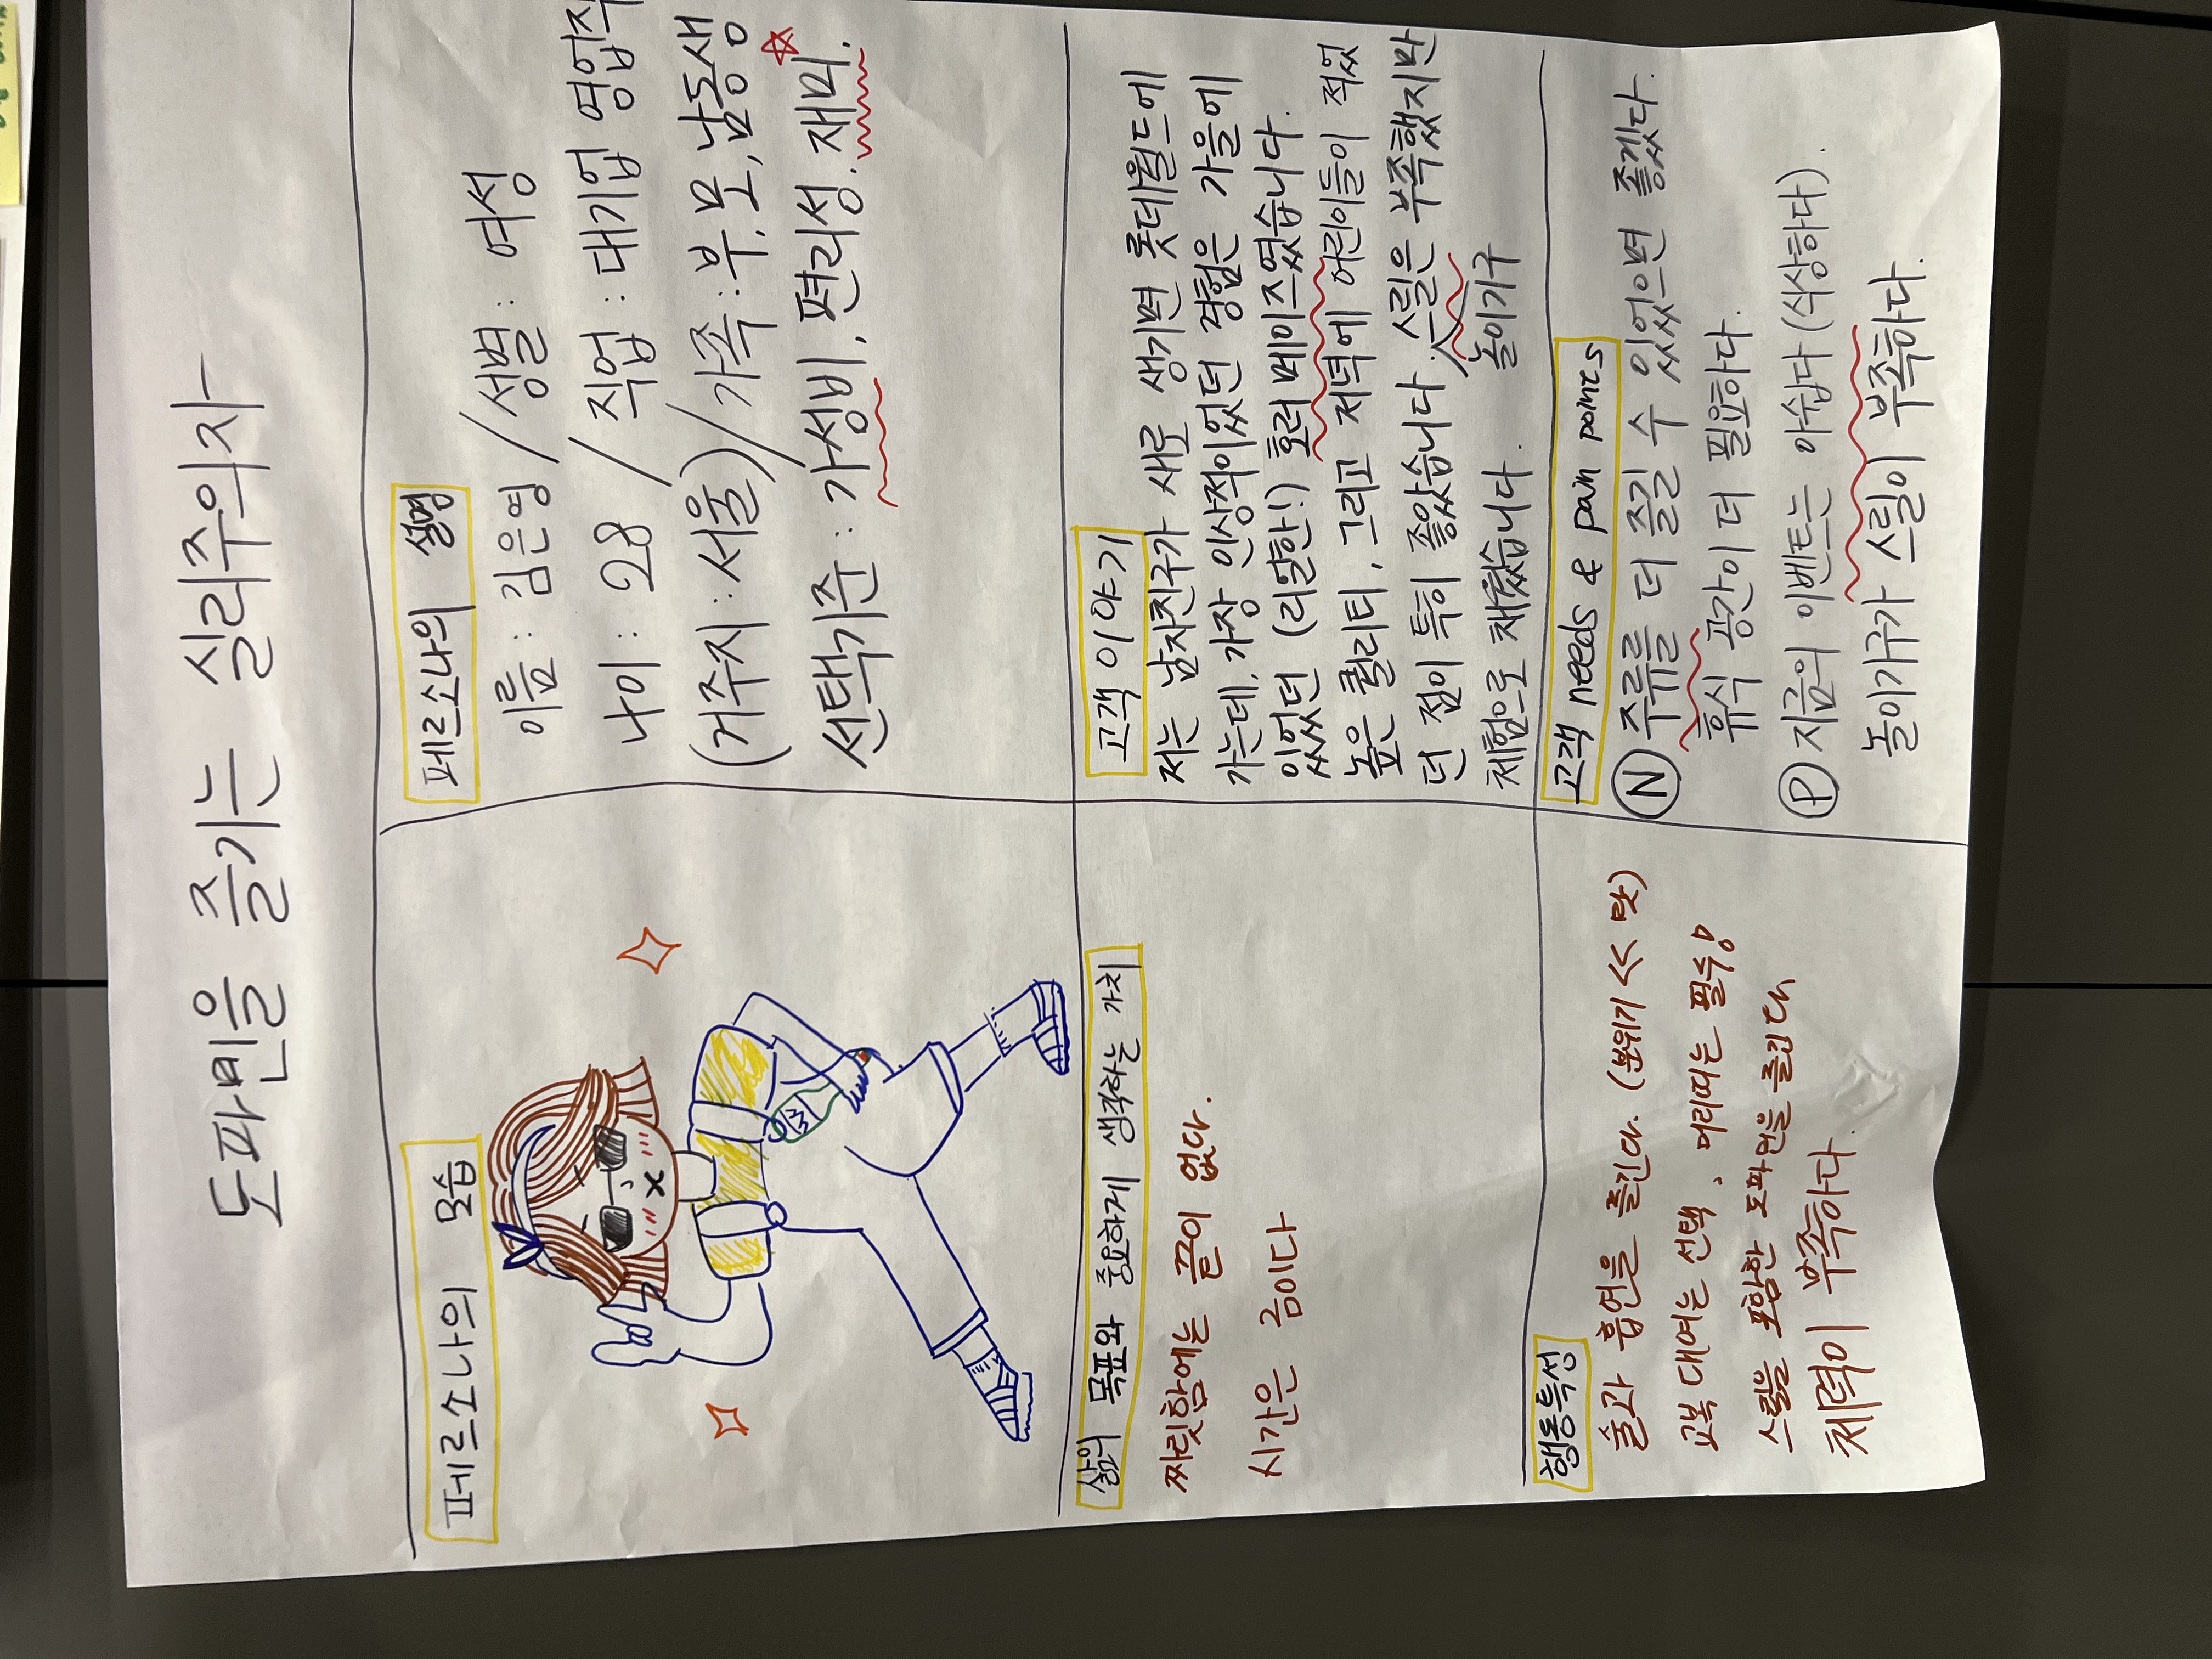 도파민을 즐기는 실리주의자
페르소나의 모습
페르소나의 설명
이름 : 김은영 / 성별 : 여성
나이 : 28 / 직업 : 대기업 영업직
(거주지 : 서울) / 가족 : 부, 모, 남동생
선택기준 : 가성비, 편리성, 재미.
삶의 목표와 중요하게 생각하는 가치
짜릿함에는 끝이 없다.
시간은 금이다
고객 이야기
저는 남자친구가 새로 생기면 롯데월드에
가는데, 가장 인상적이었던 경험은 가을에
있었던 (리얼한!) 호러 메이즈였습니다.
높은 퀄리티, 그리고 저녁에 어린이들이 적었
던 점이 특히 좋았습니다. 스릴은 부족했지만
놀이기구
체험으로 채웠습니다.
행동특성
술과 흡연을 즐긴다. (분위기 << 맛)
교복 대여는 선택, 머리띠는 필수!
스릴을 포함한 도파민을 즐긴다
체력이 부족하다.
고객 needs & pain points
N 주류를 더 즐길 수 있었으면 좋겠다.
휴식 공간이 더 필요하다.
P 지금의 이벤트는 아쉽다 (식상하다).
놀이기구가 스릴이 부족하다.